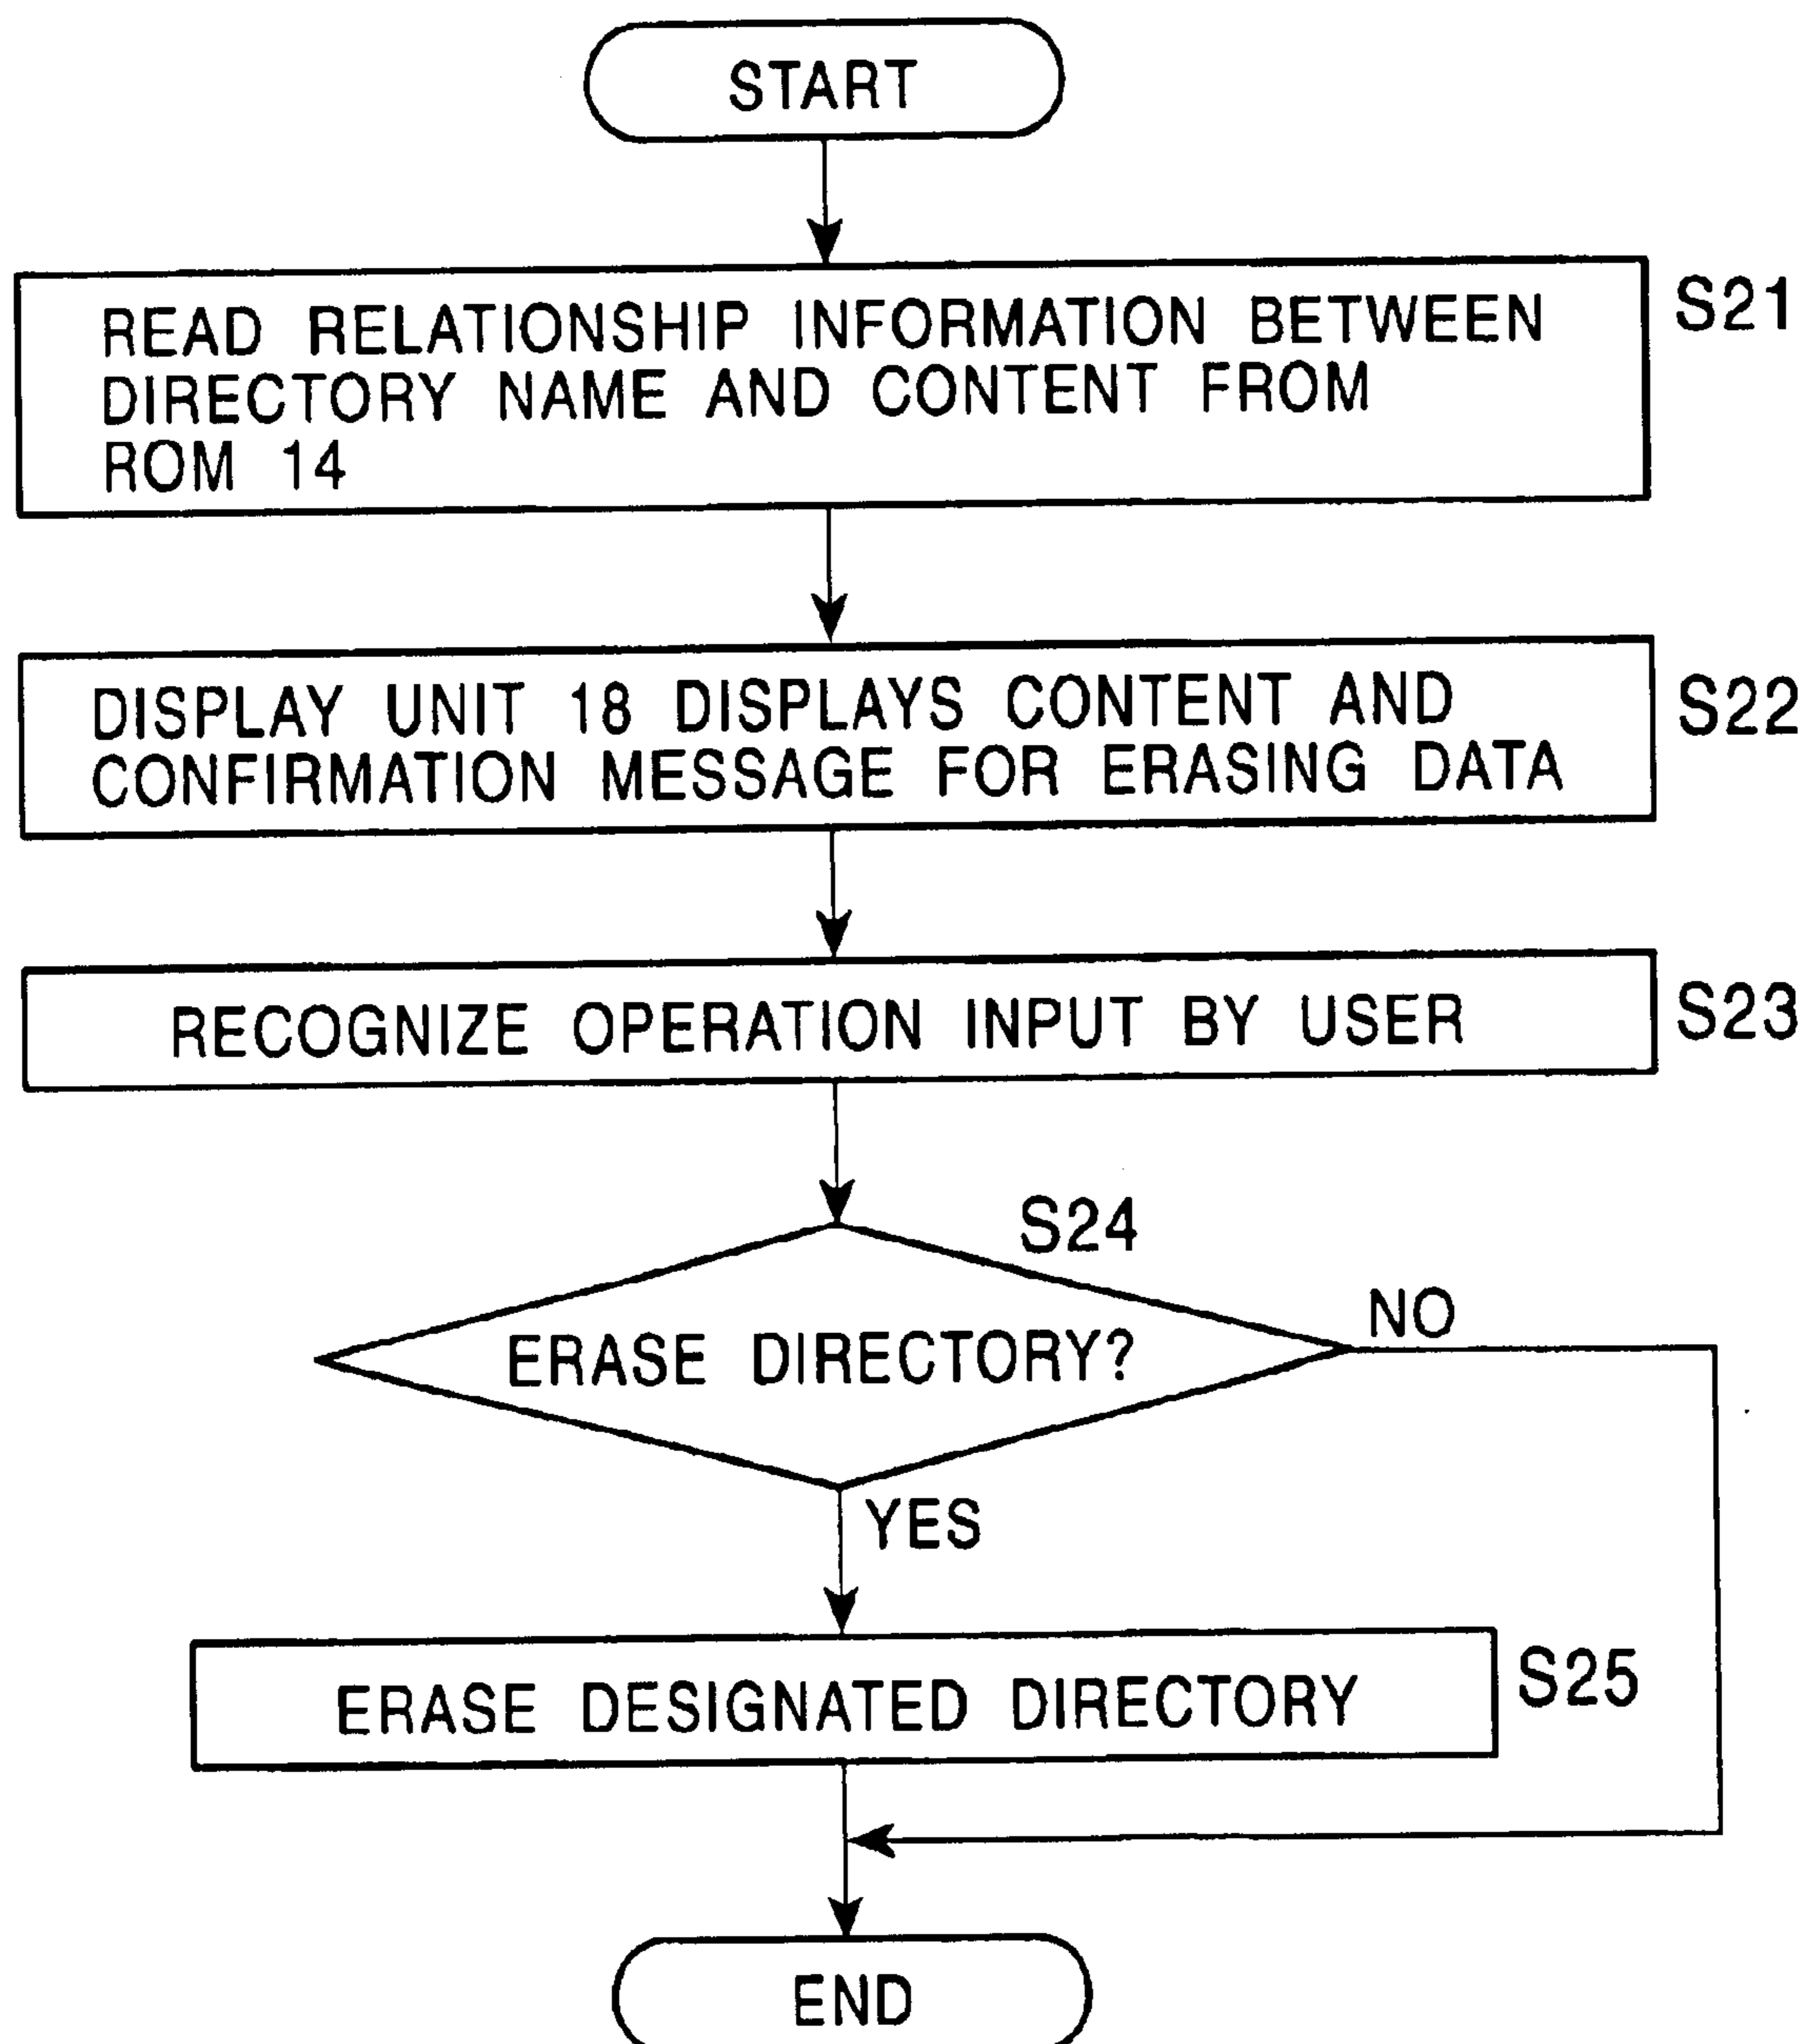 START
READ RELATIONSHIP INFORMATION BETWEEN
DIRECTORY NAME AND CONTENT FROM
ROM 14
S21
DISPLAY UNIT 18 DISPLAYS CONTENT AND
CONFIRMATION MESSAGE FOR ERASING DATA
S22
RECOGNIZE OPERATION INPUT BY USER
S23
S24
ERASE DIRECTORY?
NO
YES
ERASE DESIGNATED DIRECTORY
S25
END